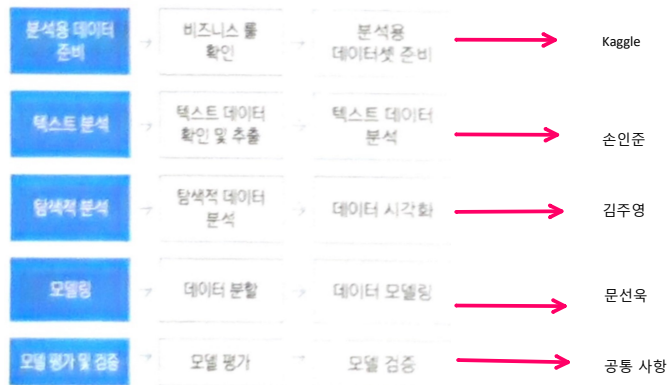 분석용 데이터
준비
비즈니스 룰
확인
분석용
데이터셋 준비
Kaggle
텍스트 분석
텍스트 데이터
확인 및 추출
텍스트 데이터
분석
손인준
탐색적 분석
탐색적 데이터
분석
데이터 시각화
김주영
모델링
데이터 분할
데이터 모델링
문선욱
모델 평가 및 검증
모델 평가
모델 검증
공통 사항